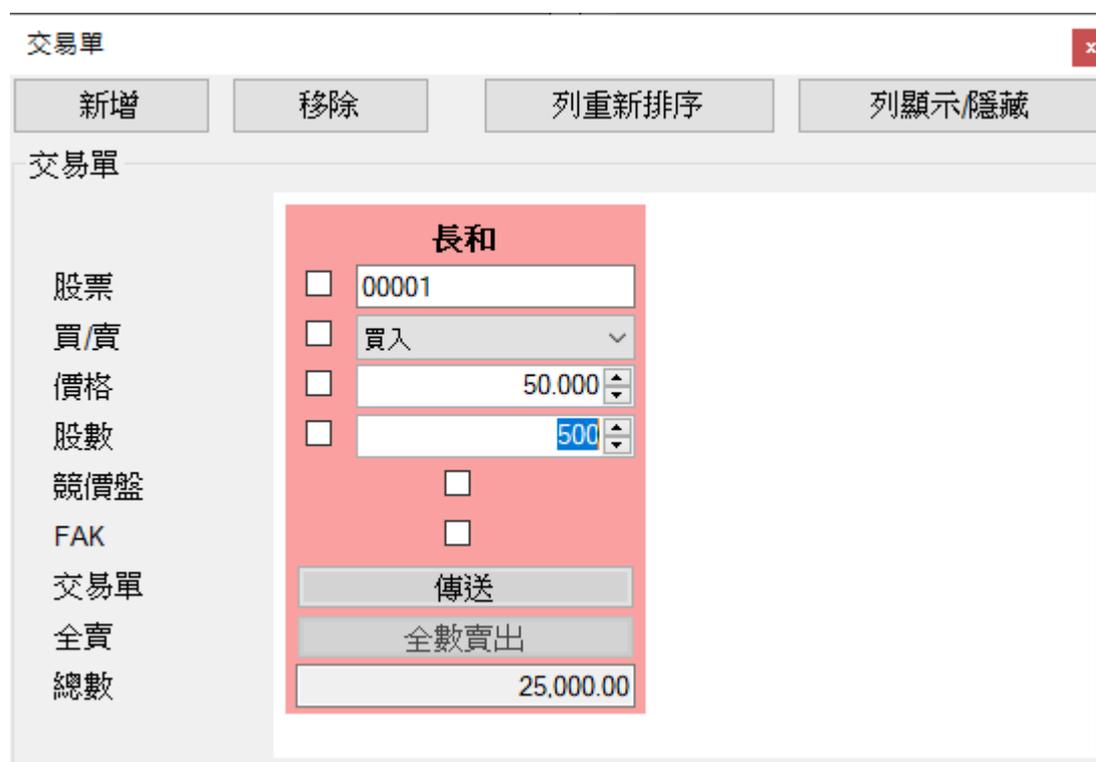 交易單
x
新增 移除 列重新排序 列顯示/隱藏
交易單
長和
股票 00001
買/賣 買入
價格 50.000
股數 500
競價盤
FAK
交易單 傳送
全賣 全數賣出
總數 25,000.00